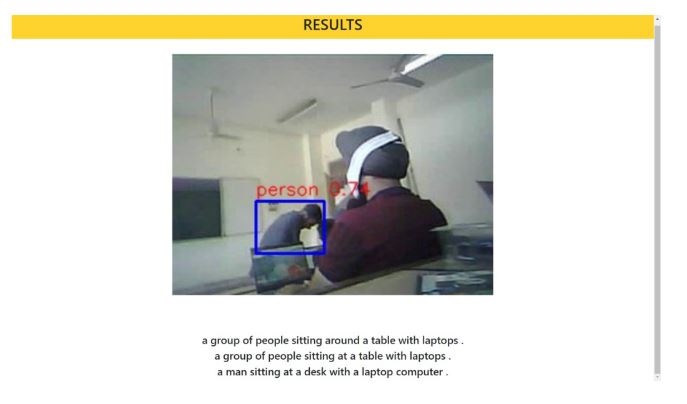 RESULTS
person 0.74
a group of people sitting around a table with laptops .
a group of people sitting at a table with laptops .
a man sitting at a desk with a laptop computer .